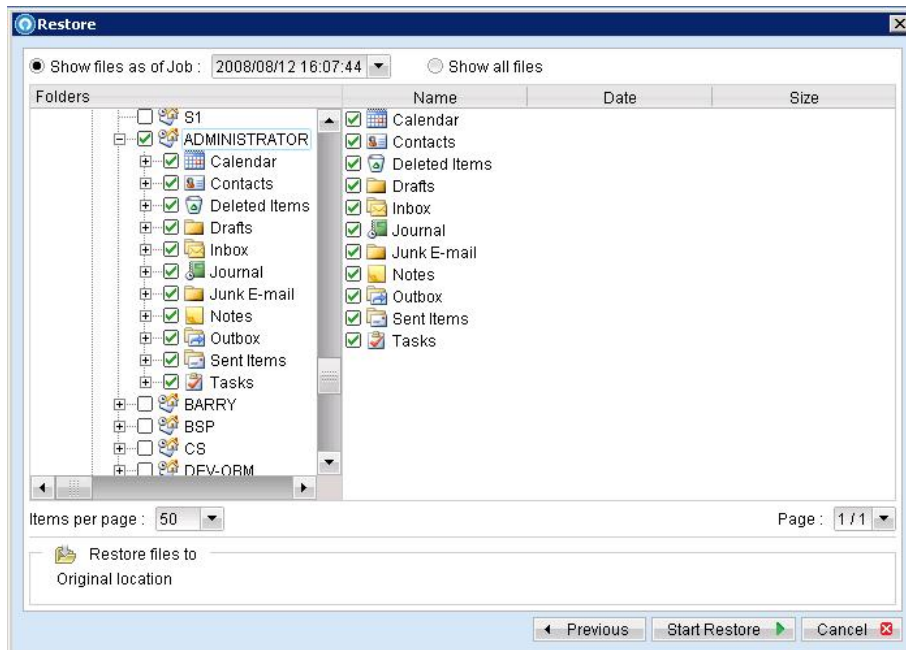 Restore
Show files as of Job : 2008/08/12 16:07:44 Show all files
Folders Name Date Size
S1
ADMINISTRATOR
Calendar
Contacts
Deleted Items
Drafts
Inbox
Journal
Junk E-mail
Notes
Outbox
Sent Items
Tasks
BARRY
BSP
CS
DEV-OBM
Calendar
Contacts
Deleted Items
Drafts
Inbox
Journal
Junk E-mail
Notes
Outbox
Sent Items
Tasks
Items per page : 50 Page : 1 / 1
Restore files to
Original location
Previous Start Restore Cancel